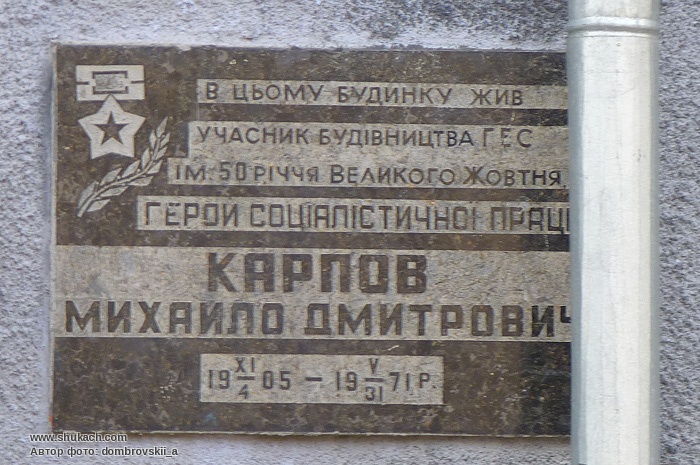 В ЦЬОМУ БУДИНКУ ЖИВ
УЧАСНИК БУДІВНИЦТВА ГЕС
ІМ. 50 РІЧЧЯ ВЕЛИКОГО ЖОВТНЯ
ГЕРОЙ СОЦІАЛІСТИЧНОЇ ПРАЦІ
КАРПОВ
МИХАЙЛО ДМИТРОВИЧ
19 XI/4 05 – 19 V/31 71 Р.
www.shukach.com
Автор фото: dombrovskii_a